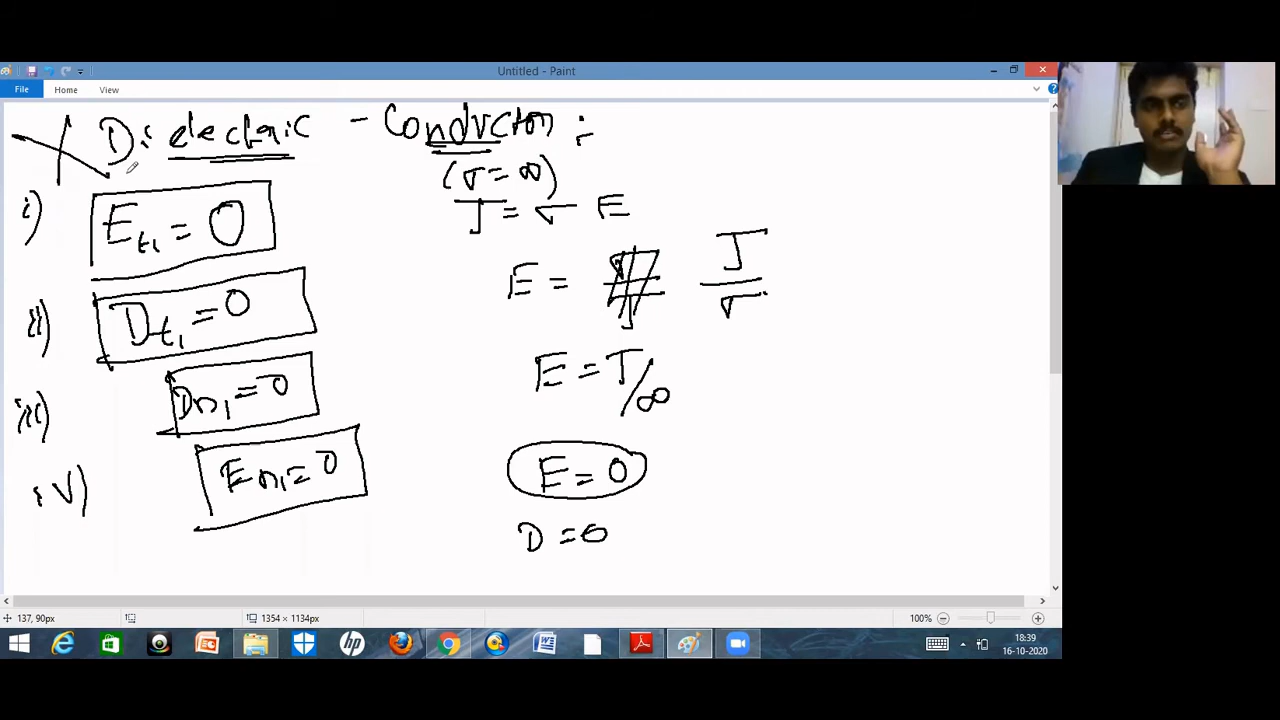 Untitled - Paint
File Home View
Dielectric - Conductor :
(σ = ∞)
i) Et1 = 0
J = σ E
E = J / σ
ii) Dt1 = 0
E = J/∞
iii) Dn1 = 0
iv) En1 = 0
E = 0
D = 0
137, 90px
1354 × 1134px
100%
18:39
16-10-2020